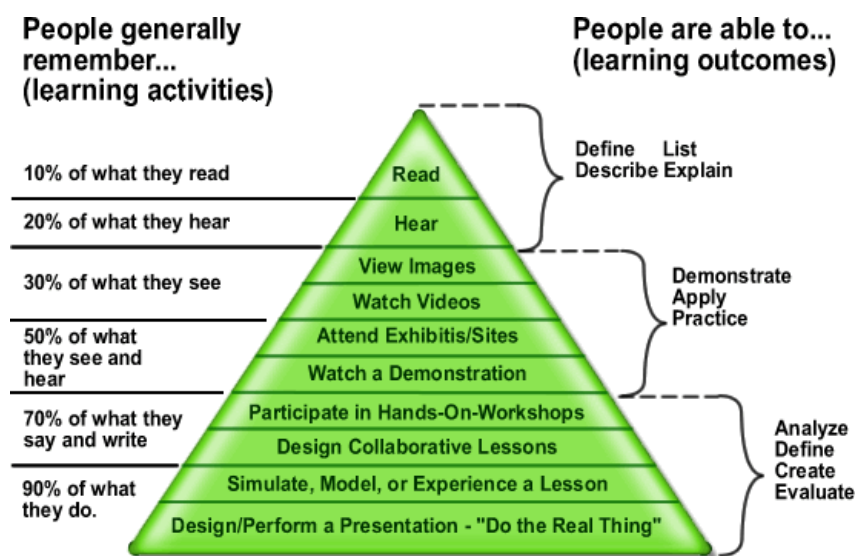 People generally
remember...
(learning activities)
People are able to...
(learning outcomes)
10% of what they read
20% of what they hear
30% of what they see
50% of what
they see and
hear
70% of what they
say and write
90% of what
they do.
Read
Hear
View Images
Watch Videos
Attend Exhibitis/Sites
Watch a Demonstration
Participate in Hands-On-Workshops
Design Collaborative Lessons
Simulate, Model, or Experience a Lesson
Design/Perform a Presentation - "Do the Real Thing"
Define List
Describe Explain
Demonstrate
Apply
Practice
Analyze
Define
Create
Evaluate